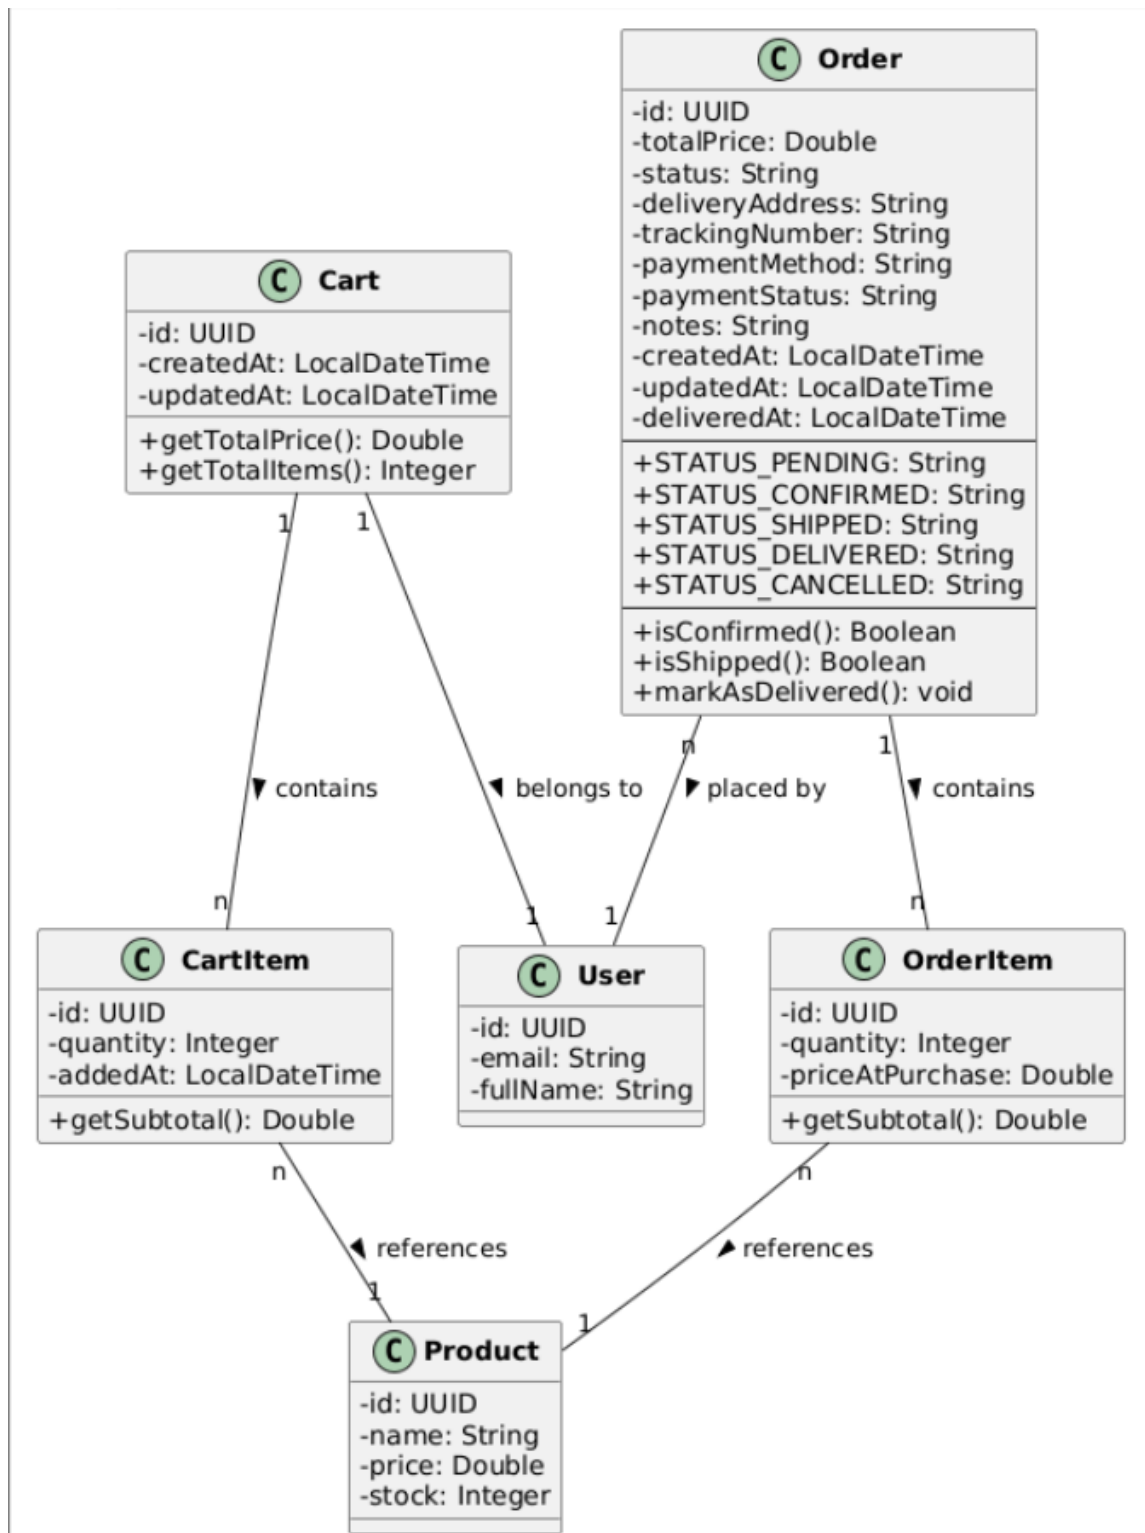 C Order
-id: UUID
-totalPrice: Double
-status: String
-deliveryAddress: String
-trackingNumber: String
-paymentMethod: String
-paymentStatus: String
-notes: String
-createdAt: LocalDateTime
-updatedAt: LocalDateTime
-deliveredAt: LocalDateTime
+STATUS_PENDING: String
+STATUS_CONFIRMED: String
+STATUS_SHIPPED: String
+STATUS_DELIVERED: String
+STATUS_CANCELLED: String
+isConfirmed(): Boolean
+isShipped(): Boolean
+markAsDelivered(): void
C Cart
-id: UUID
-createdAt: LocalDateTime
-updatedAt: LocalDateTime
+getTotalPrice(): Double
+getTotalItems(): Integer
1
1
n
1
contains
belongs to
placed by
contains
n
1
1
n
C CartItem
-id: UUID
-quantity: Integer
-addedAt: LocalDateTime
+getSubtotal(): Double
C User
-id: UUID
-email: String
-fullName: String
C OrderItem
-id: UUID
-quantity: Integer
-priceAtPurchase: Double
+getSubtotal(): Double
n
n
references
references
1
1
C Product
-id: UUID
-name: String
-price: Double
-stock: Integer